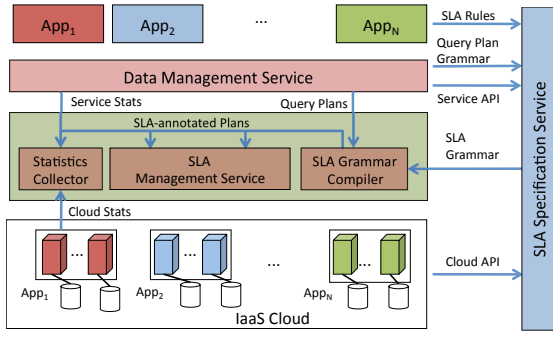 App1
App2
...
AppN
SLA Rules
Query Plan
Grammar
Data Management Service
Service API
Service Stats
Query Plans
SLA-annotated Plans
Statistics
Collector
SLA
Management Service
SLA Grammar
Compiler
SLA
Grammar
SLA Specification Service
Cloud Stats
...
...
...
...
App1
App2
AppN
Cloud API
IaaS Cloud